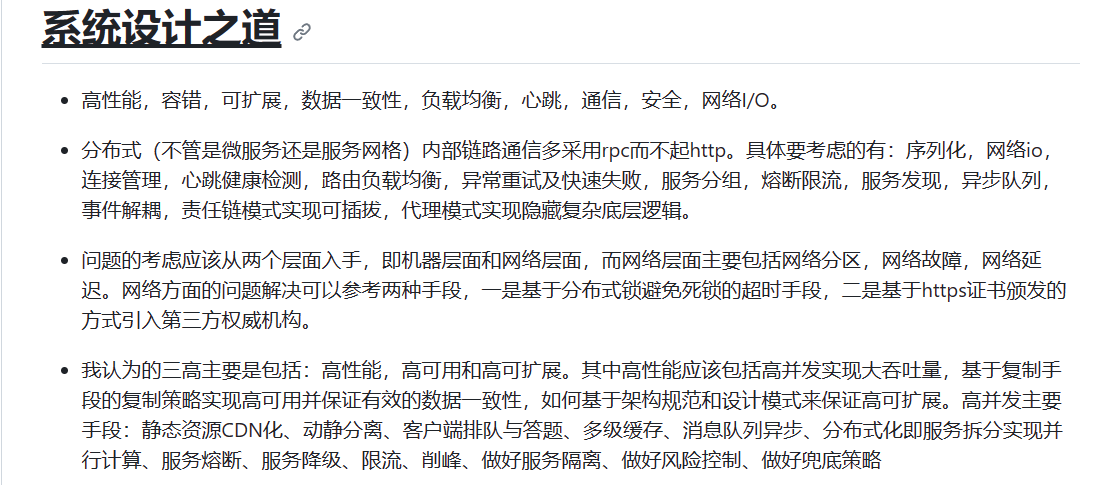 系统设计之道
高性能，容错，可扩展，数据一致性，负载均衡，心跳，通信，安全，网络I/O。
分布式（不管是微服务还是服务网格）内部链路通信多采用rpc而不起http。具体要考虑的有：序列化，网络io，
连接管理，心跳健康检测，路由负载均衡，异常重试及快速失败，服务分组，熔断限流，服务发现，异步队列，
事件解耦，责任链模式实现可插拔，代理模式实现隐藏复杂底层逻辑。
问题的考虑应该从两个层面入手，即机器层面和网络层面，而网络层面主要包括网络分区，网络故障，网络延
迟。网络方面的问题解决可以参考两种手段，一是基于分布式锁避免死锁的超时手段，二是基于https证书颁发的
方式引入第三方权威机构。
我认为的三高主要是包括：高性能，高可用和高可扩展。其中高性能应该包括高并发实现大吞吐量，基于复制手
段的复制策略实现高可用并保证有效的数据一致性，如何基于架构规范和设计模式来保证高可扩展。高并发主要
手段：静态资源CDN化、动静分离、客户端排队与答题、多级缓存、消息队列异步、分布式化即服务拆分实现并
行计算、服务熔断、服务降级、限流、削峰、做好服务隔离、做好风险控制、做好兜底策略